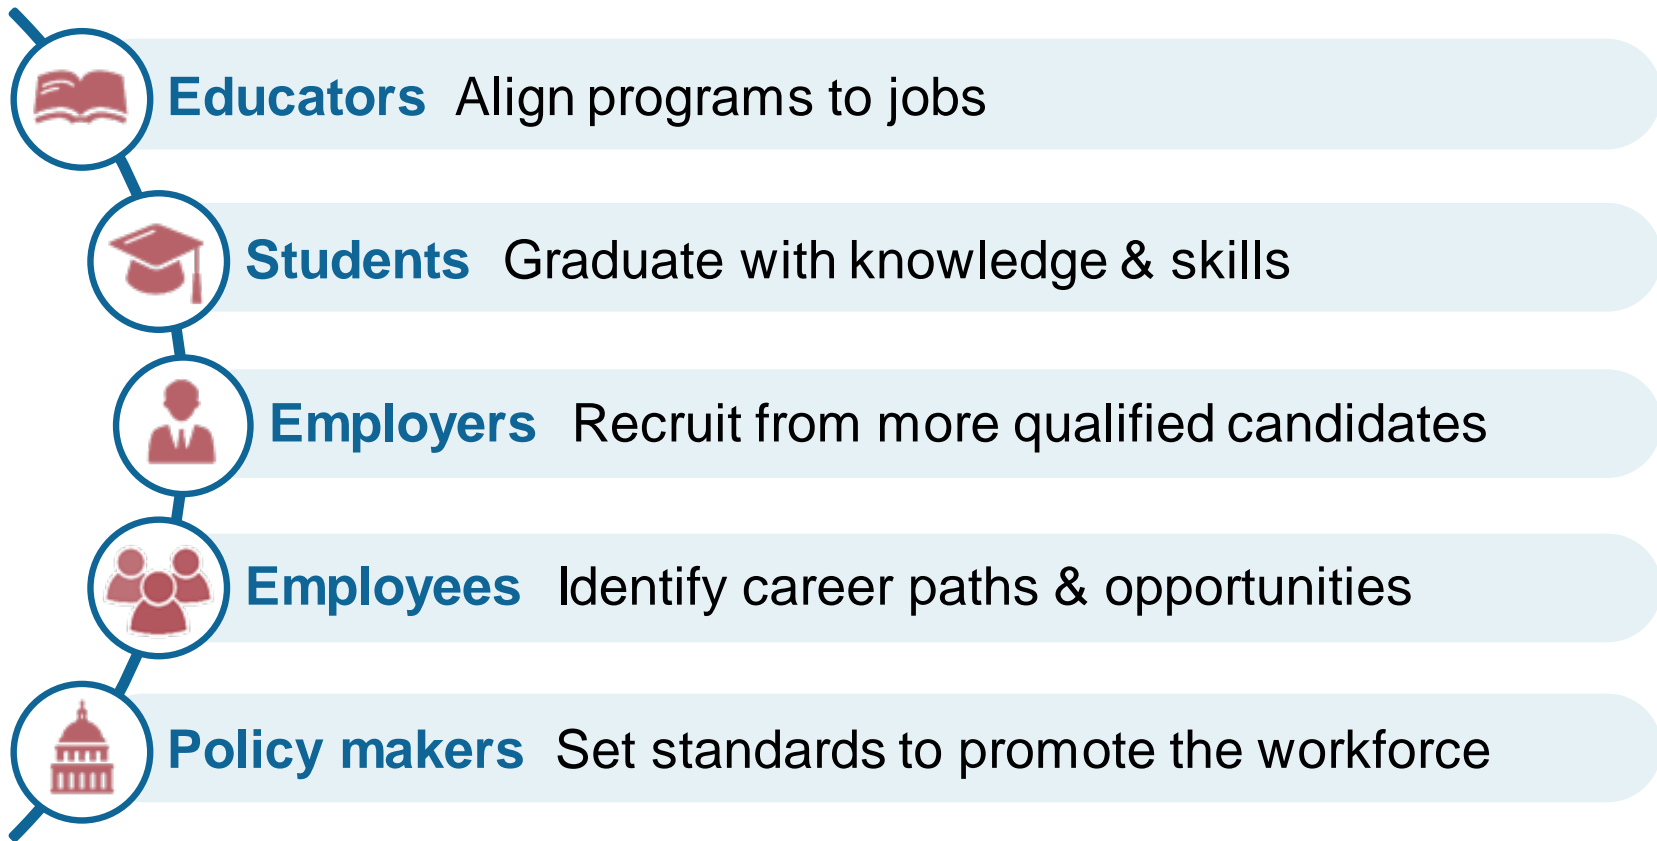 Educators Align programs to jobs
Students Graduate with knowledge & skills
Employers Recruit from more qualified candidates
Employees Identify career paths & opportunities
Policy makers Set standards to promote the workforce